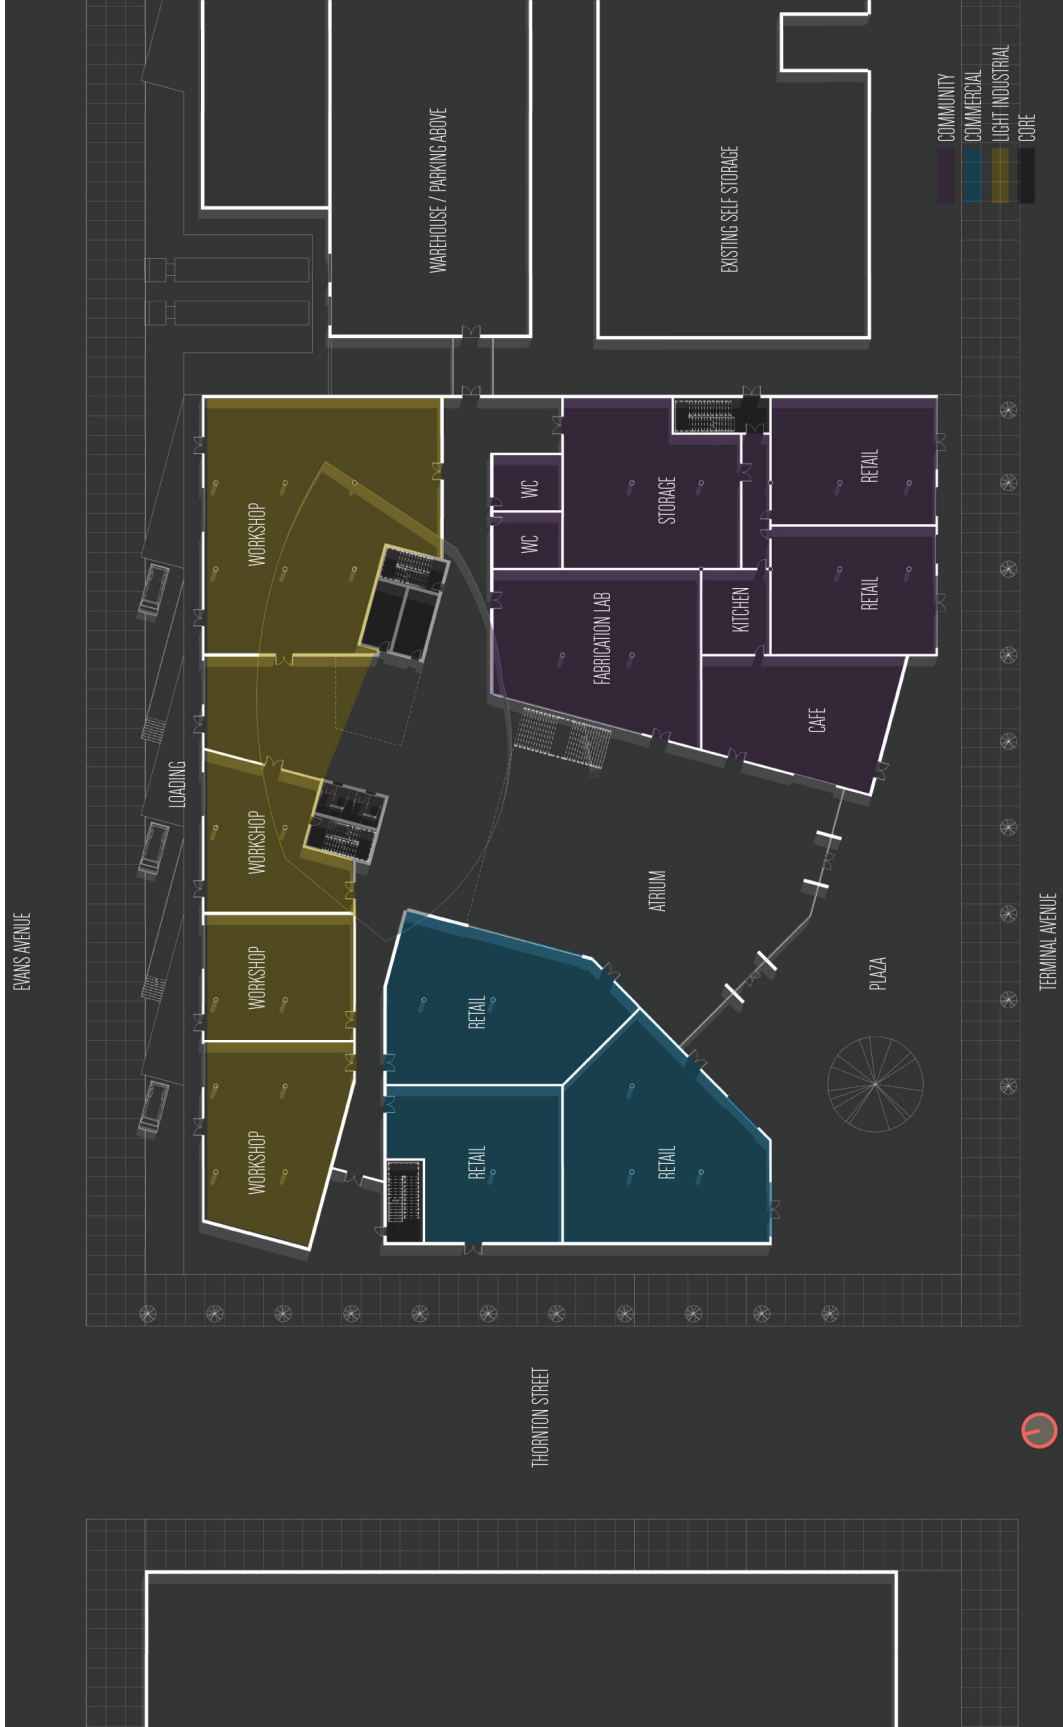 EVANS AVENUE
LOADING
WORKSHOP
WORKSHOP
WORKSHOP
WORKSHOP
WAREHOUSE / PARKING ABOVE
EXISTING SELF STORAGE
WC
WC
STORAGE
FABRICATION LAB
KITCHEN
RETAIL
RETAIL
CAFE
ATRIUM
PLAZA
RETAIL
RETAIL
RETAIL
THORNTON STREET
TERMINAL AVENUE
COMMUNITY
COMMERCIAL
LIGHT INDUSTRIAL
CORE